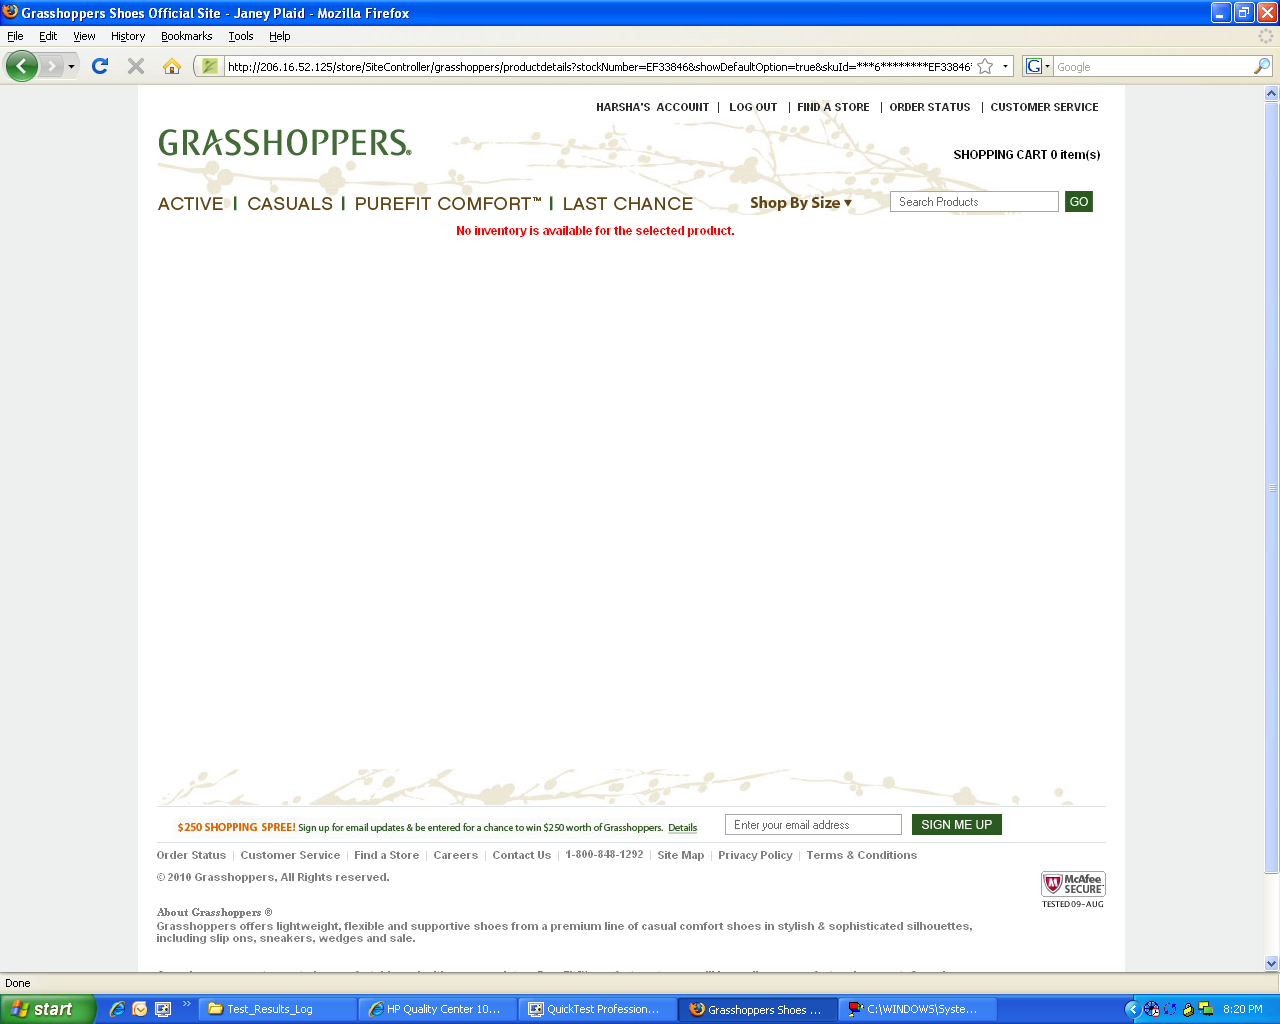 Grasshoppers Shoes Official Site - Janey Plaid - Mozilla Firefox
File Edit View History Bookmarks Tools Help
http://206.16.52.125/store/SiteController/grasshoppers/productdetails?stockNumber=EF33846&showDefaultOption=true&skuId=***6********EF33846 Google
HARSHA'S ACCOUNT | LOG OUT | FIND A STORE | ORDER STATUS | CUSTOMER SERVICE
GRASSHOPPERS®
SHOPPING CART 0 item(s)
ACTIVE | CASUALS | PUREFIT COMFORT™ | LAST CHANCE Shop By Size ▾ Search Products GO
No inventory is available for the selected product.
$250 SHOPPING SPREE! Sign up for email updates & be entered for a chance to win $250 worth of Grasshoppers. Details Enter your email address SIGN ME UP
Order Status | Customer Service | Find a Store | Careers | Contact Us | 1-800-848-1292 | Site Map | Privacy Policy | Terms & Conditions
© 2010 Grasshoppers, All Rights reserved.
McAfee SECURE™
TESTED 09-AUG
About Grasshoppers ®
Grasshoppers offers lightweight, flexible and supportive shoes from a premium line of casual comfort shoes in stylish & sophisticated silhouettes,
including slip ons, sneakers, wedges and sale.
Done
start Test_Results_Log HP Quality Center 10... QuickTest Profession... Grasshoppers Shoes ... C:\WINDOWS\Syste... 8:20 PM